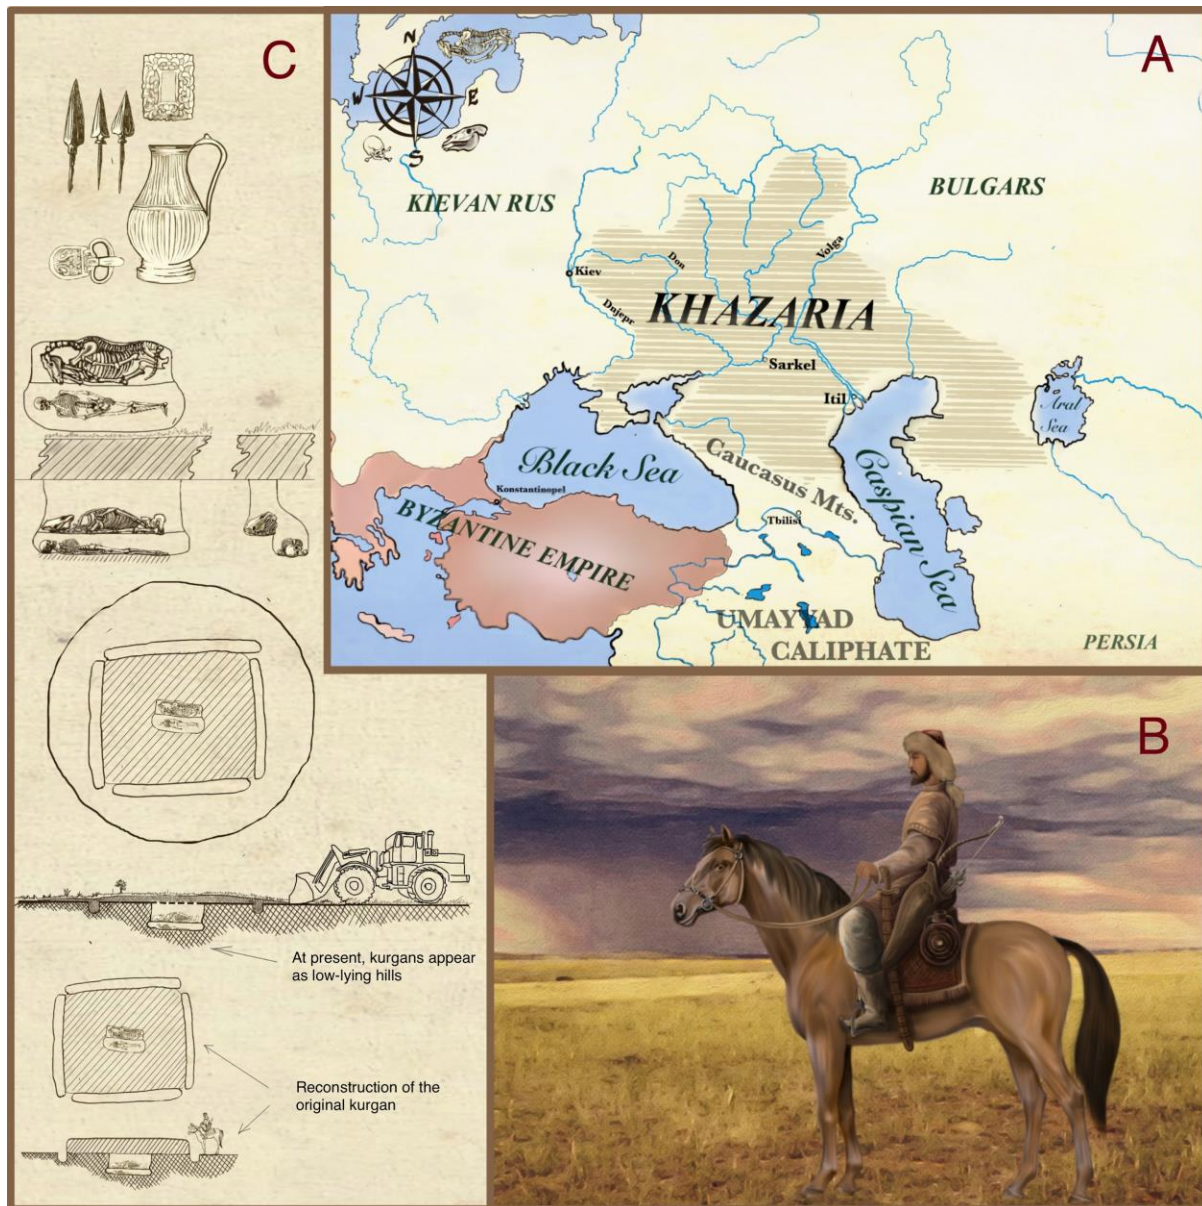 C
A
N
W
E
S
KIEVAN RUS
BULGARS
Kiev
Don
Volga
Dnjepr
KHAZARIA
Sarkel
Itil
Aral
Sea
Black Sea
Caucasus Mts.
Caspian Sea
Konstantinopel
Tbilisi
BYZANTINE EMPIRE
UMAYYAD
CALIPHATE
PERSIA
B
At present, kurgans appear
as low-lying hills
Reconstruction of the
original kurgan